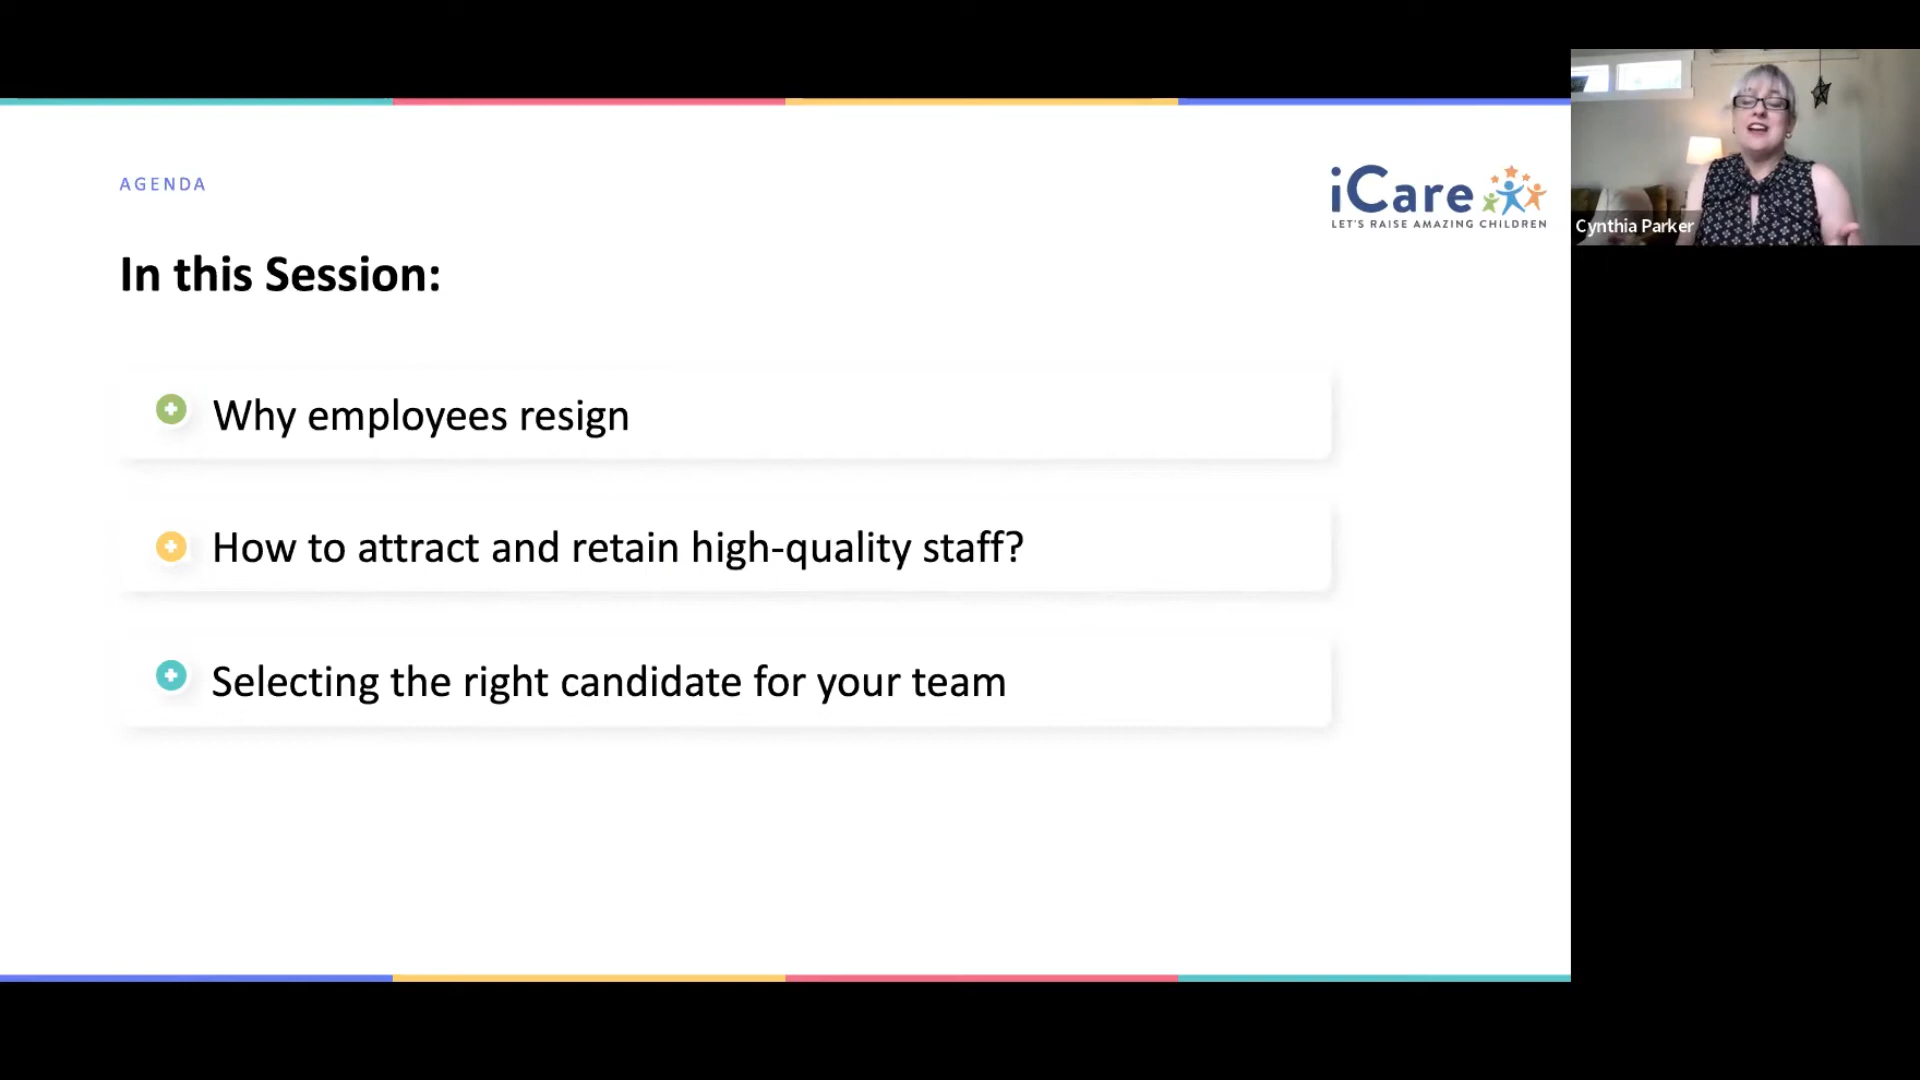 AGENDA
iCare
LET'S RAISE AMAZING CHILDREN
Cynthia Parker
In this Session:
Why employees resign
How to attract and retain high-quality staff?
Selecting the right candidate for your team